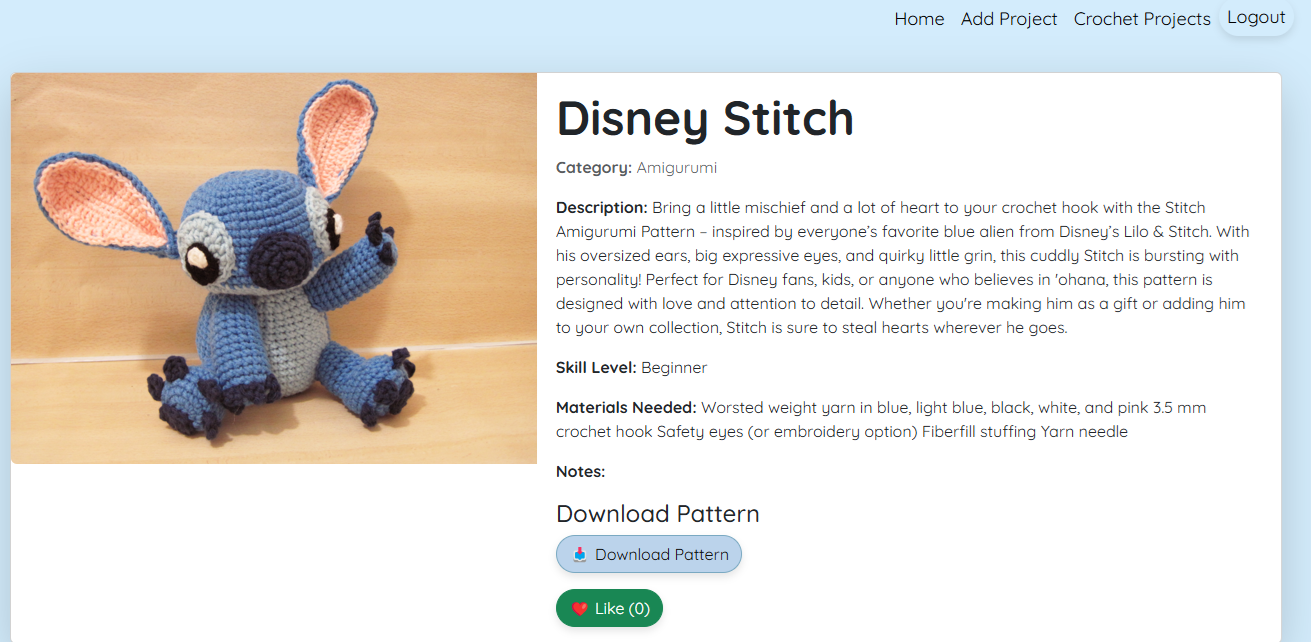 Home Add Project Crochet Projects Logout
Disney Stitch
Category: Amigurumi
Description: Bring a little mischief and a lot of heart to your crochet hook with the Stitch
Amigurumi Pattern – inspired by everyone’s favorite blue alien from Disney’s Lilo & Stitch. With
his oversized ears, big expressive eyes, and quirky little grin, this cuddly Stitch is bursting with
personality! Perfect for Disney fans, kids, or anyone who believes in 'ohana, this pattern is
designed with love and attention to detail. Whether you're making him as a gift or adding him
to your own collection, Stitch is sure to steal hearts wherever he goes.
Skill Level: Beginner
Materials Needed: Worsted weight yarn in blue, light blue, black, white, and pink 3.5 mm
crochet hook Safety eyes (or embroidery option) Fiberfill stuffing Yarn needle
Notes:
Download Pattern
Download Pattern
Like (0)